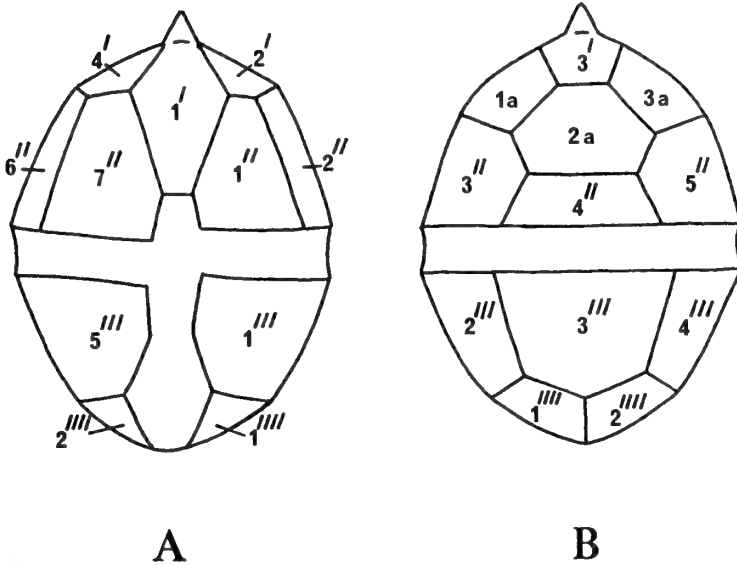 4′ 2′
1′
6″ 7″ 1″ 2″
5‴ 1‴
2⁗ 1⁗
A
3′
1a 3a
2a
3″ 5″
4″
2‴ 3‴ 4‴
1⁗ 2⁗
B